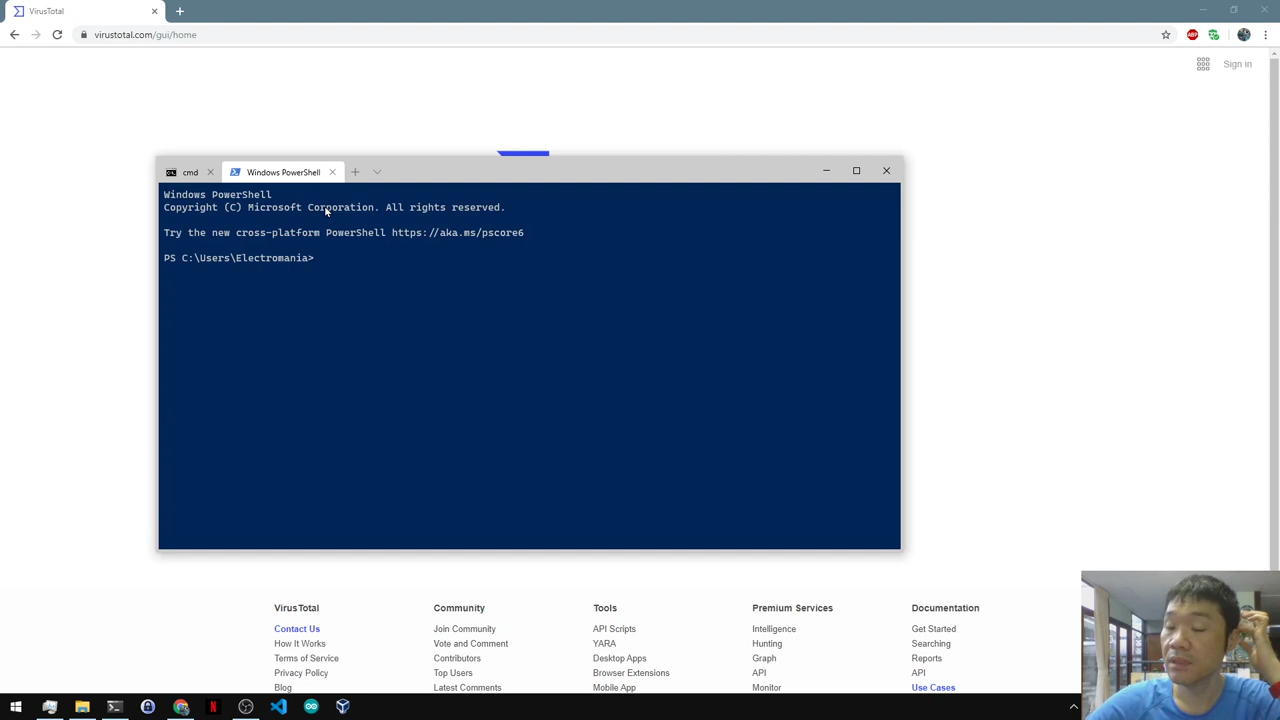 VirusTotal
virustotal.com/gui/home
ABP
Sign in
cmd
Windows PowerShell
Windows PowerShell
Copyright (C) Microsoft Corporation. All rights reserved.
Try the new cross-platform PowerShell https://aka.ms/pscore6
PS C:\Users\Electromania>
VirusTotal
Contact Us
How It Works
Terms of Service
Privacy Policy
Blog
Community
Join Community
Vote and Comment
Contributors
Top Users
Latest Comments
Tools
API Scripts
YARA
Desktop Apps
Browser Extensions
Mobile App
Premium Services
Intelligence
Hunting
Graph
API
Monitor
Documentation
Get Started
Searching
Reports
API
Use Cases